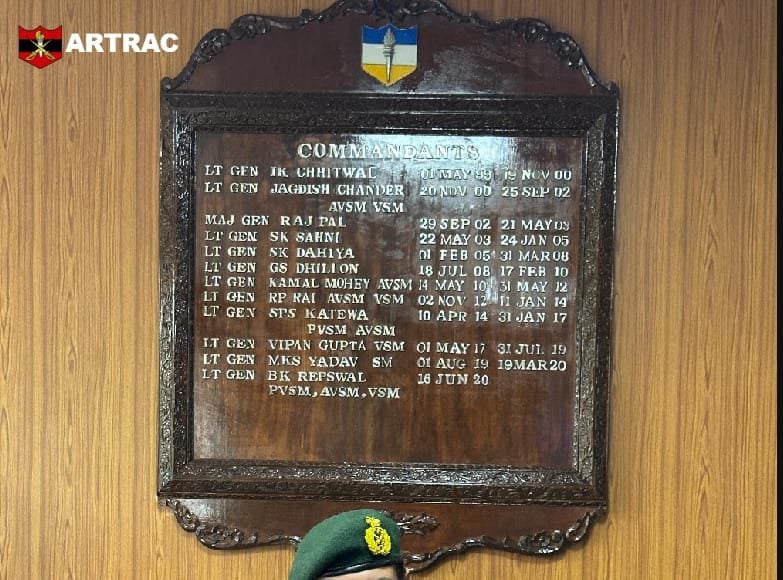 ARTRAC
COMMANDANTS
LT GEN IK CHHITWAL 01 MAY 99 19 NOV 00
LT GEN JAGDISH CHANDER 20 NOV 00 25 SEP 02
AVSM VSM
MAJ GEN RAJ PAL 29 SEP 02 21 MAY 03
LT GEN SK SAHNI 22 MAY 03 24 JAN 05
LT GEN SK DAHIYA 01 FEB 05 31 MAR 08
LT GEN GS DHILLON 18 JUL 08 17 FEB 10
LT GEN KAMAL MOHEY AVSM 14 MAY 10 31 MAY 12
LT GEN RP RAI AVSM VSM 02 NOV 12 11 JAN 14
LT GEN SPS KATEWA 10 APR 14 31 JAN 17
PVSM AVSM
LT GEN VIPAN GUPTA VSM 01 MAY 17 31 JUL 19
LT GEN MKS YADAV SM 01 AUG 19 19 MAR 20
LT GEN BK REPSWAL 16 JUN 20
PVSM, AVSM, VSM